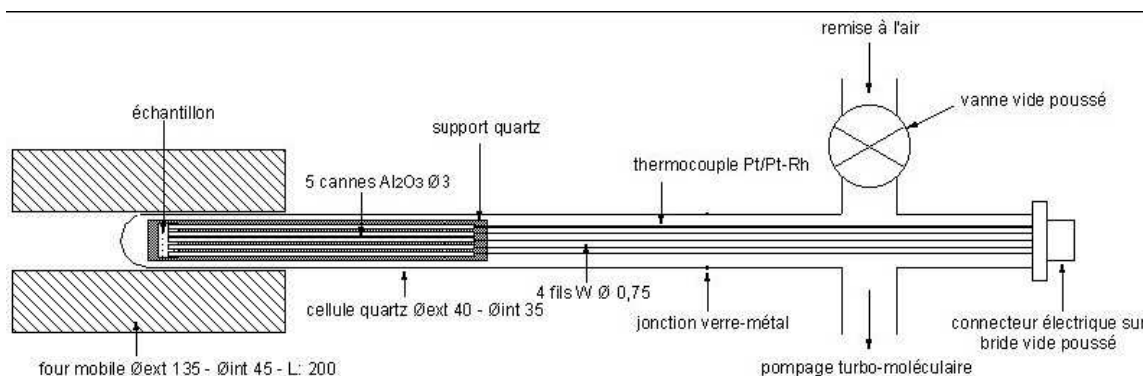 remise à l'air
vanne vide poussé
échantillon
support quartz
thermocouple Pt/Pt-Rh
5 cannes Al2O3 Ø3
4 fils W Ø 0,75
cellule quartz Øext 40 - Øint 35
jonction verre-métal
connecteur électrique sur
bride vide poussé
four mobile Øext 135 - Øint 45 - L: 200
pompage turbo-moléculaire